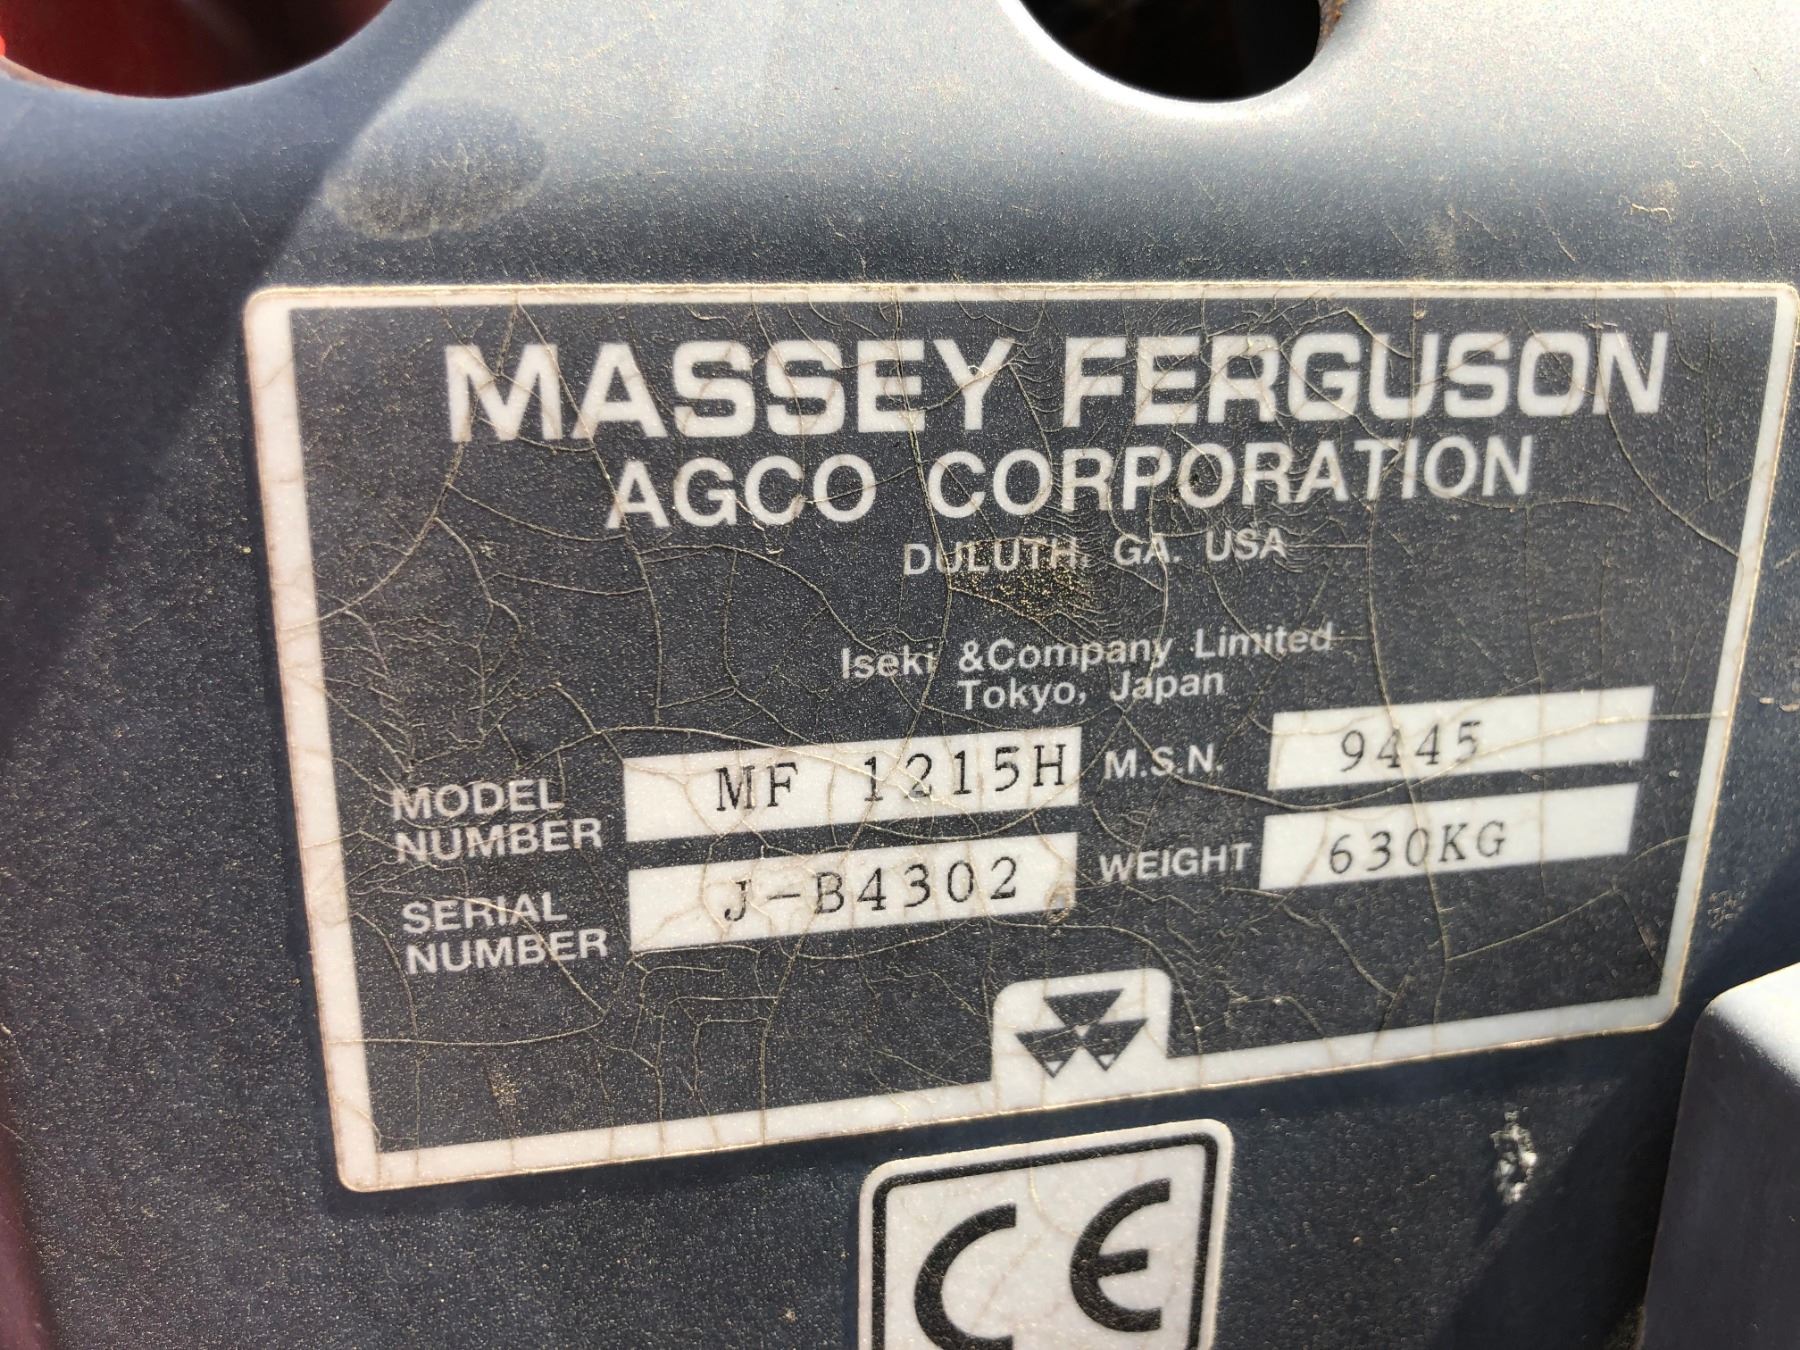 MASSEY FERGUSON
AGCO CORPORATION
DULUTH, GA. USA
Iseki &Company Limited
Tokyo, Japan
MODEL NUMBER MF 1215H M.S.N. 9445
SERIAL NUMBER J-B4302 WEIGHT 630KG
CE